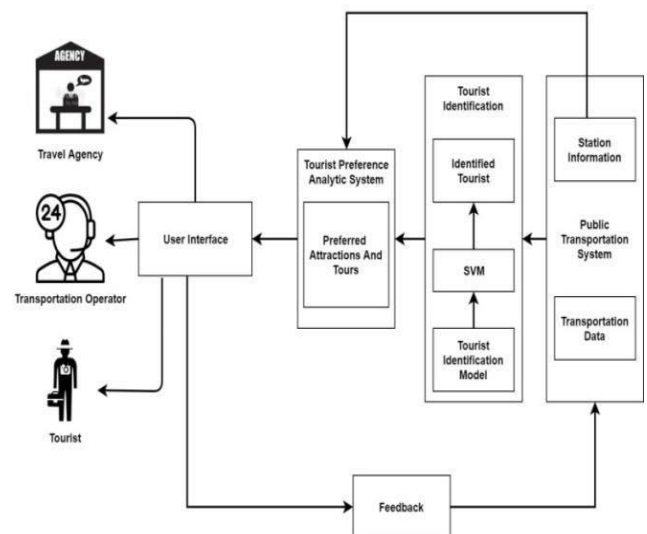 AGENCY
Travel Agency
24
Transportation Operator
Tourist
User Interface
Tourist Preference
Analytic System
Preferred
Attractions And
Tours
Tourist
Identification
Identified
Tourist
SVM
Tourist
Identification
Model
Station
Information
Public
Transportation
System
Transportation
Data
Feedback